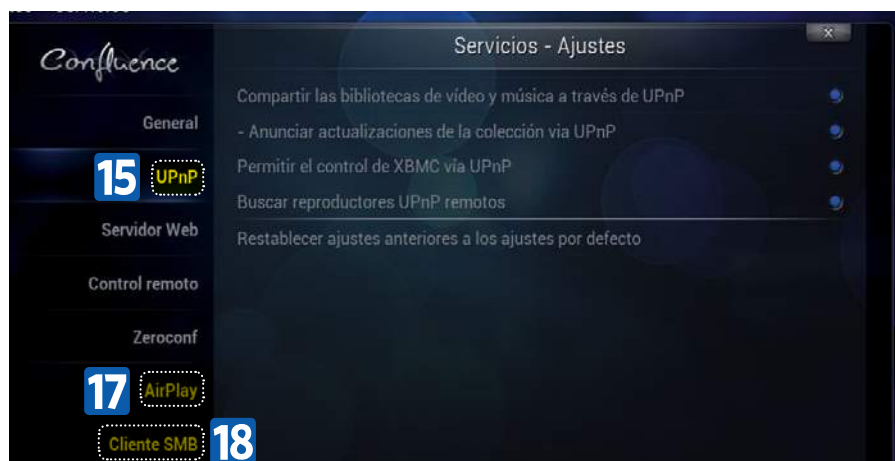 Confluence
Servicios - Ajustes
X
General
15 UPnP
Servidor Web
Control remoto
Zeroconf
17 AirPlay
Cliente SMB 18
Compartir las bibliotecas de vídeo y música a través de UPnP
- Anunciar actualizaciones de la colección via UPnP
Permitir el control de XBMC vía UPnP
Buscar reproductores UPnP remotos
Restablecer ajustes anteriores a los ajustes por defecto